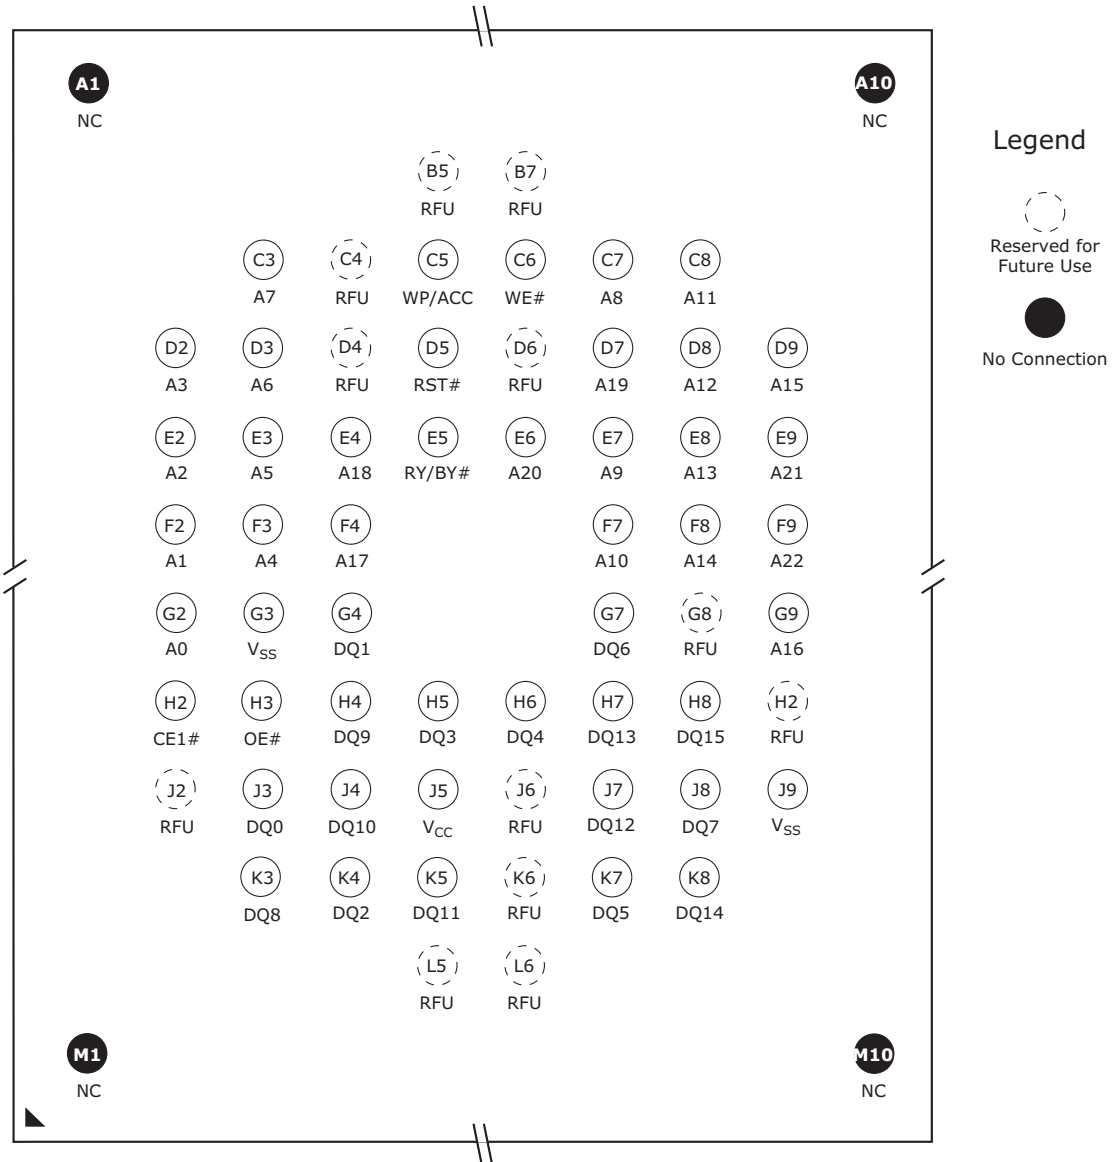 A1 A10
NC NC
Legend
B5 B7
RFU RFU
Reserved for
Future Use
C3 C4 C5 C6 C7 C8
A7 RFU WP/ACC WE# A8 A11
No Connection
D2 D3 D4 D5 D6 D7 D8 D9
A3 A6 RFU RST# RFU A19 A12 A15
E2 E3 E4 E5 E6 E7 E8 E9
A2 A5 A18 RY/BY# A20 A9 A13 A21
F2 F3 F4 F7 F8 F9
A1 A4 A17 A10 A14 A22
G2 G3 G4 G7 G8 G9
A0 VSS DQ1 DQ6 RFU A16
H2 H3 H4 H5 H6 H7 H8 H2
CE1# OE# DQ9 DQ3 DQ4 DQ13 DQ15 RFU
J2 J3 J4 J5 J6 J7 J8 J9
RFU DQ0 DQ10 VCC RFU DQ12 DQ7 VSS
K3 K4 K5 K6 K7 K8
DQ8 DQ2 DQ11 RFU DQ5 DQ14
L5 L6
RFU RFU
M1 M10
NC NC